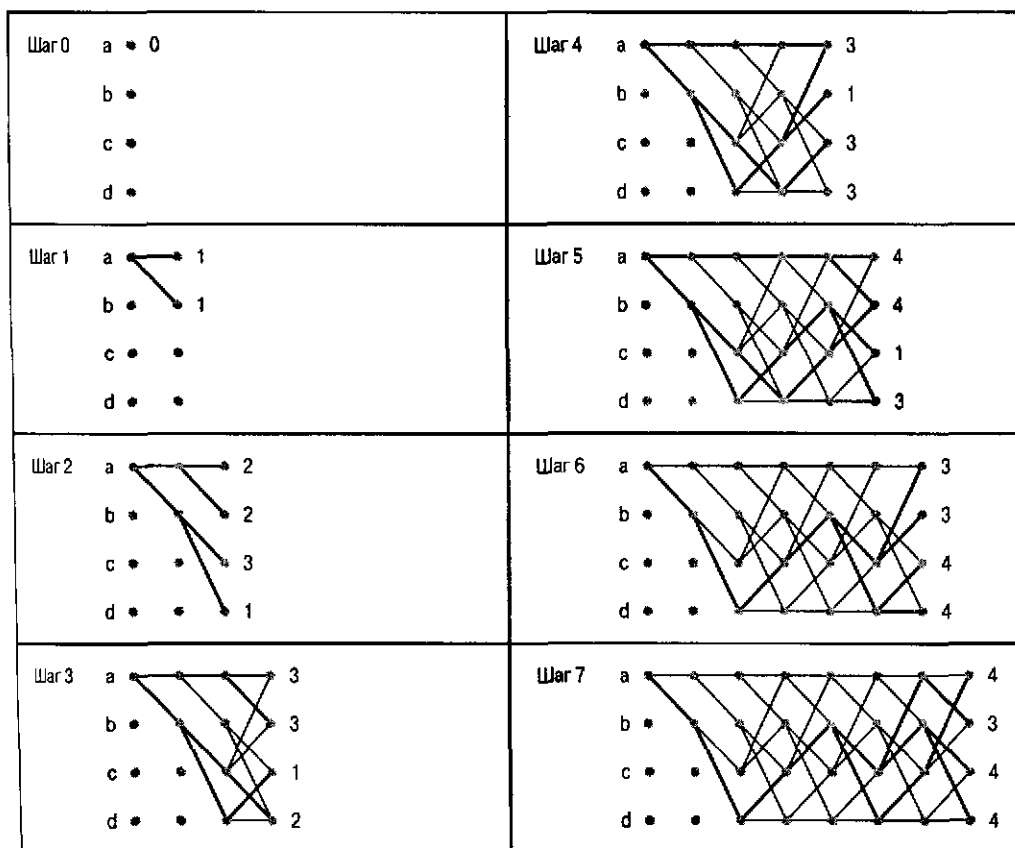 Шаг 0 a 0
b
c
d
Шаг 1 a 1
b 1
c
d
Шаг 2 a 2
b 2
c 3
d 1
Шаг 3 a 3
b 3
c 1
d 2
Шаг 4 a 3
b 1
c 3
d 3
Шаг 5 a 4
b 4
c 1
d 3
Шаг 6 a 3
b 3
c 4
d 4
Шаг 7 a 4
b 3
c 4
d 4